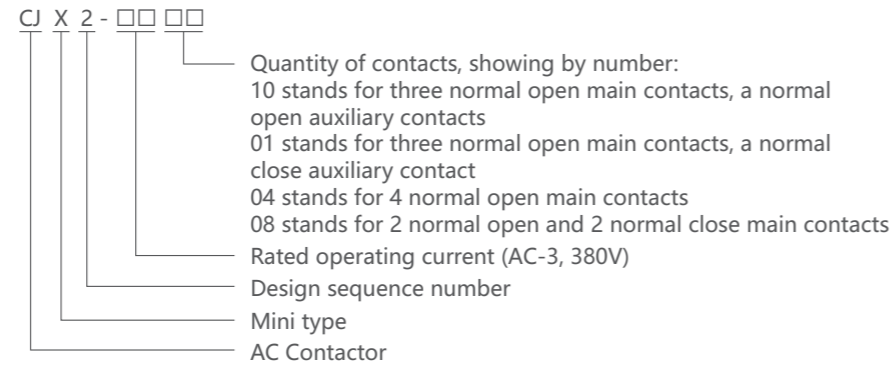 CJ X 2 - □□ □□
Quantity of contacts, showing by number:
10 stands for three normal open main contacts, a normal
open auxiliary contacts
01 stands for three normal open main contacts, a normal
close auxiliary contact
04 stands for 4 normal open main contacts
08 stands for 2 normal open and 2 normal close main contacts
Rated operating current (AC-3, 380V)
Design sequence number
Mini type
AC Contactor